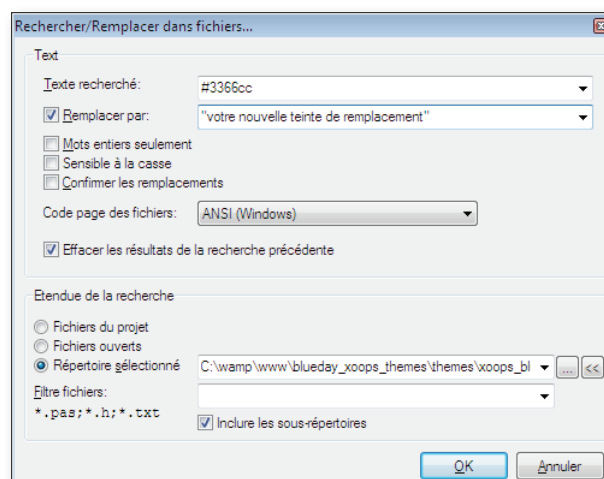 Rechercher/Remplacer dans fichiers...
Text
Texte recherché: #3366cc
Remplacer par: "votre nouvelle teinte de remplacement"
Mots entiers seulement
Sensible à la casse
Confirmer les remplacements
Code page des fichiers: ANSI (Windows)
Effacer les résultats de la recherche précédente
Etendue de la recherche
Fichiers du projet
Fichiers ouverts
Répertoire sélectionné C:\wamp\www\blueday_xoops_themes\themes\xoops_bl ... <<
Filtre fichiers:
*.pas;*.h;*.txt
Inclure les sous-répertoires
OK Annuler